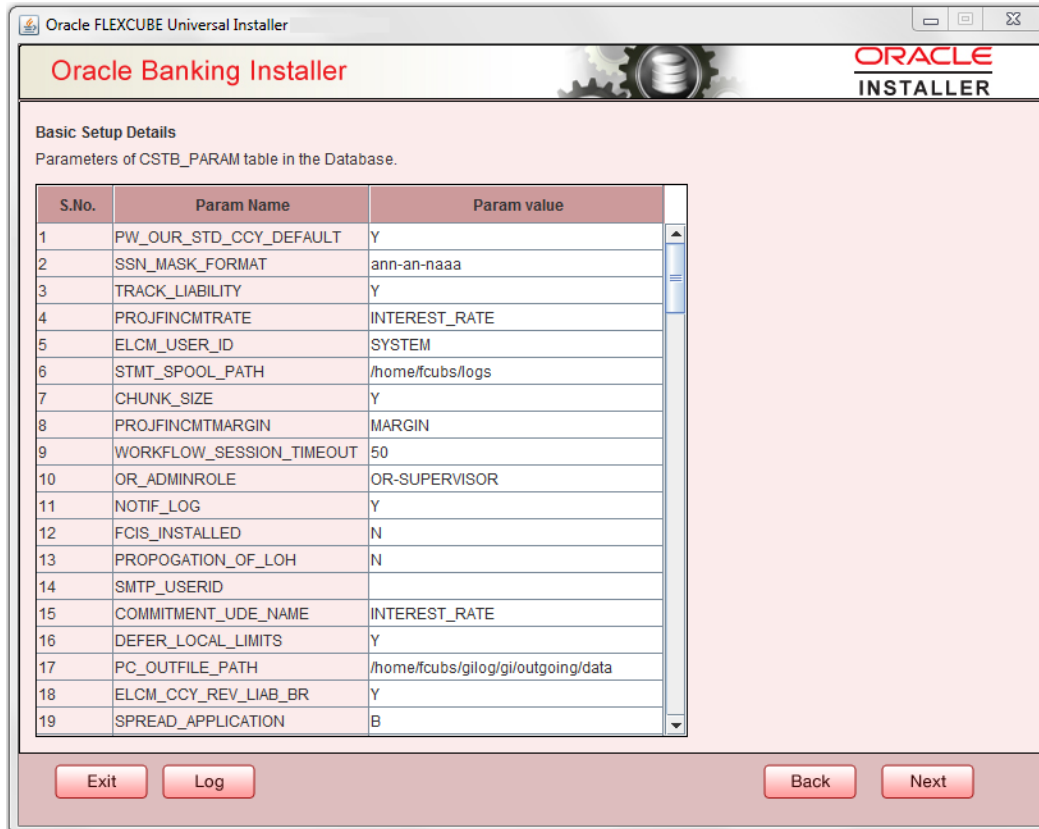 Oracle FLEXCUBE Universal Installer
Oracle Banking Installer
ORACLE
INSTALLER
Basic Setup Details
Parameters of CSTB_PARAM table in the Database.
S.No. Param Name Param value
1 PW_OUR_STD_CCY_DEFAULT Y
2 SSN_MASK_FORMAT ann-an-naaa
3 TRACK_LIABILITY Y
4 PROJFINCMTRATE INTEREST_RATE
5 ELCM_USER_ID SYSTEM
6 STMT_SPOOL_PATH /home/fcubs/logs
7 CHUNK_SIZE Y
8 PROJFINCMTMARGIN MARGIN
9 WORKFLOW_SESSION_TIMEOUT 50
10 OR_ADMINROLE OR-SUPERVISOR
11 NOTIF_LOG Y
12 FCIS_INSTALLED N
13 PROPOGATION_OF_LOH N
14 SMTP_USERID
15 COMMITMENT_UDE_NAME INTEREST_RATE
16 DEFER_LOCAL_LIMITS Y
17 PC_OUTFILE_PATH /home/fcubs/gilog/gi/outgoing/data
18 ELCM_CCY_REV_LIAB_BR Y
19 SPREAD_APPLICATION B
Exit Log Back Next